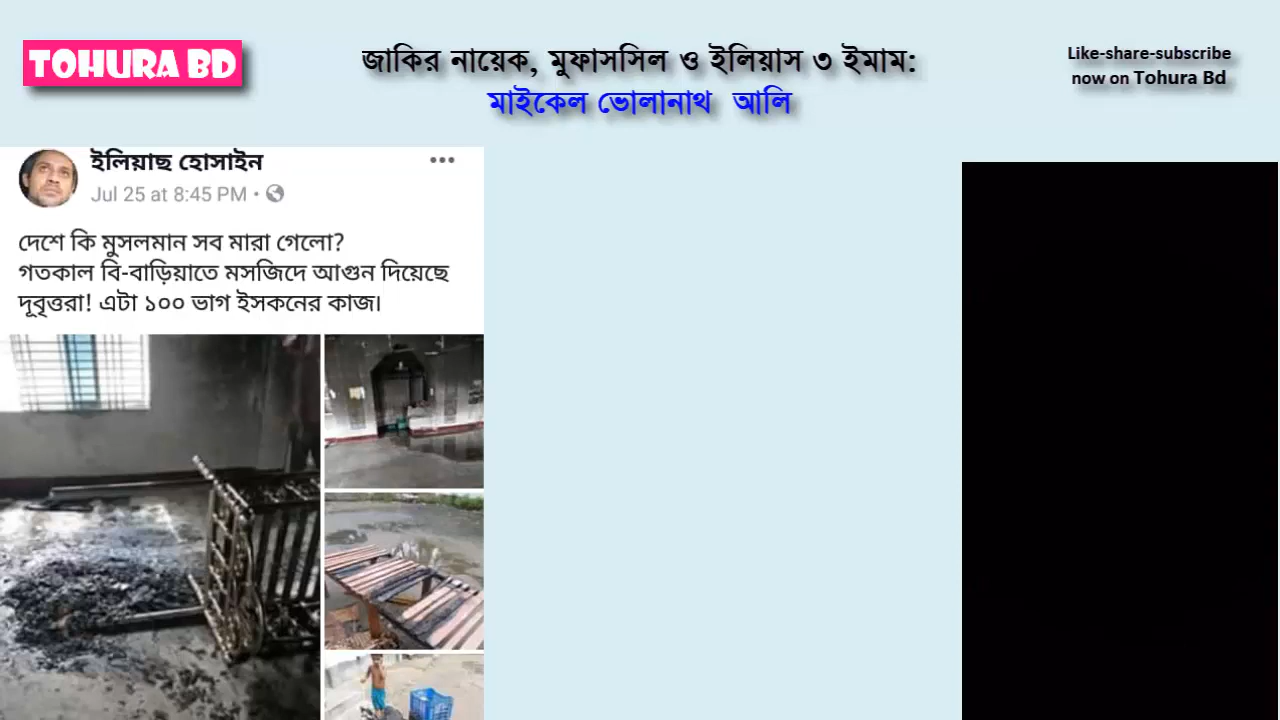 TOHURA BD
জাকির নায়েক, মুফাসসিল ও ইলিয়াস ৩ ইমাম:
মাইকেল ভোলানাথ আলি
Like-share-subscribe
now on Tohura Bd
ইলিয়াছ হোসাইন
Jul 25 at 8:45 PM
দেশে কি মুসলমান সব মারা গেলো?
গতকাল বি-বাড়িয়াতে মসজিদে আগুন দিয়েছে
দূবৃত্তরা! এটা ১০০ ভাগ ইসকনের কাজ।